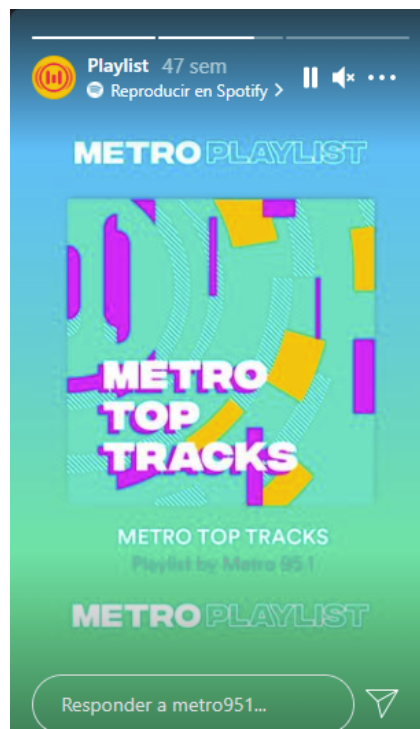 Playlist 47 sem
Reproducir en Spotify >
METRO PLAYLIST
METRO
TOP
TRACKS
METRO TOP TRACKS
Playlist by Metro 95.1
METRO PLAYLIST
Responder a metro951...